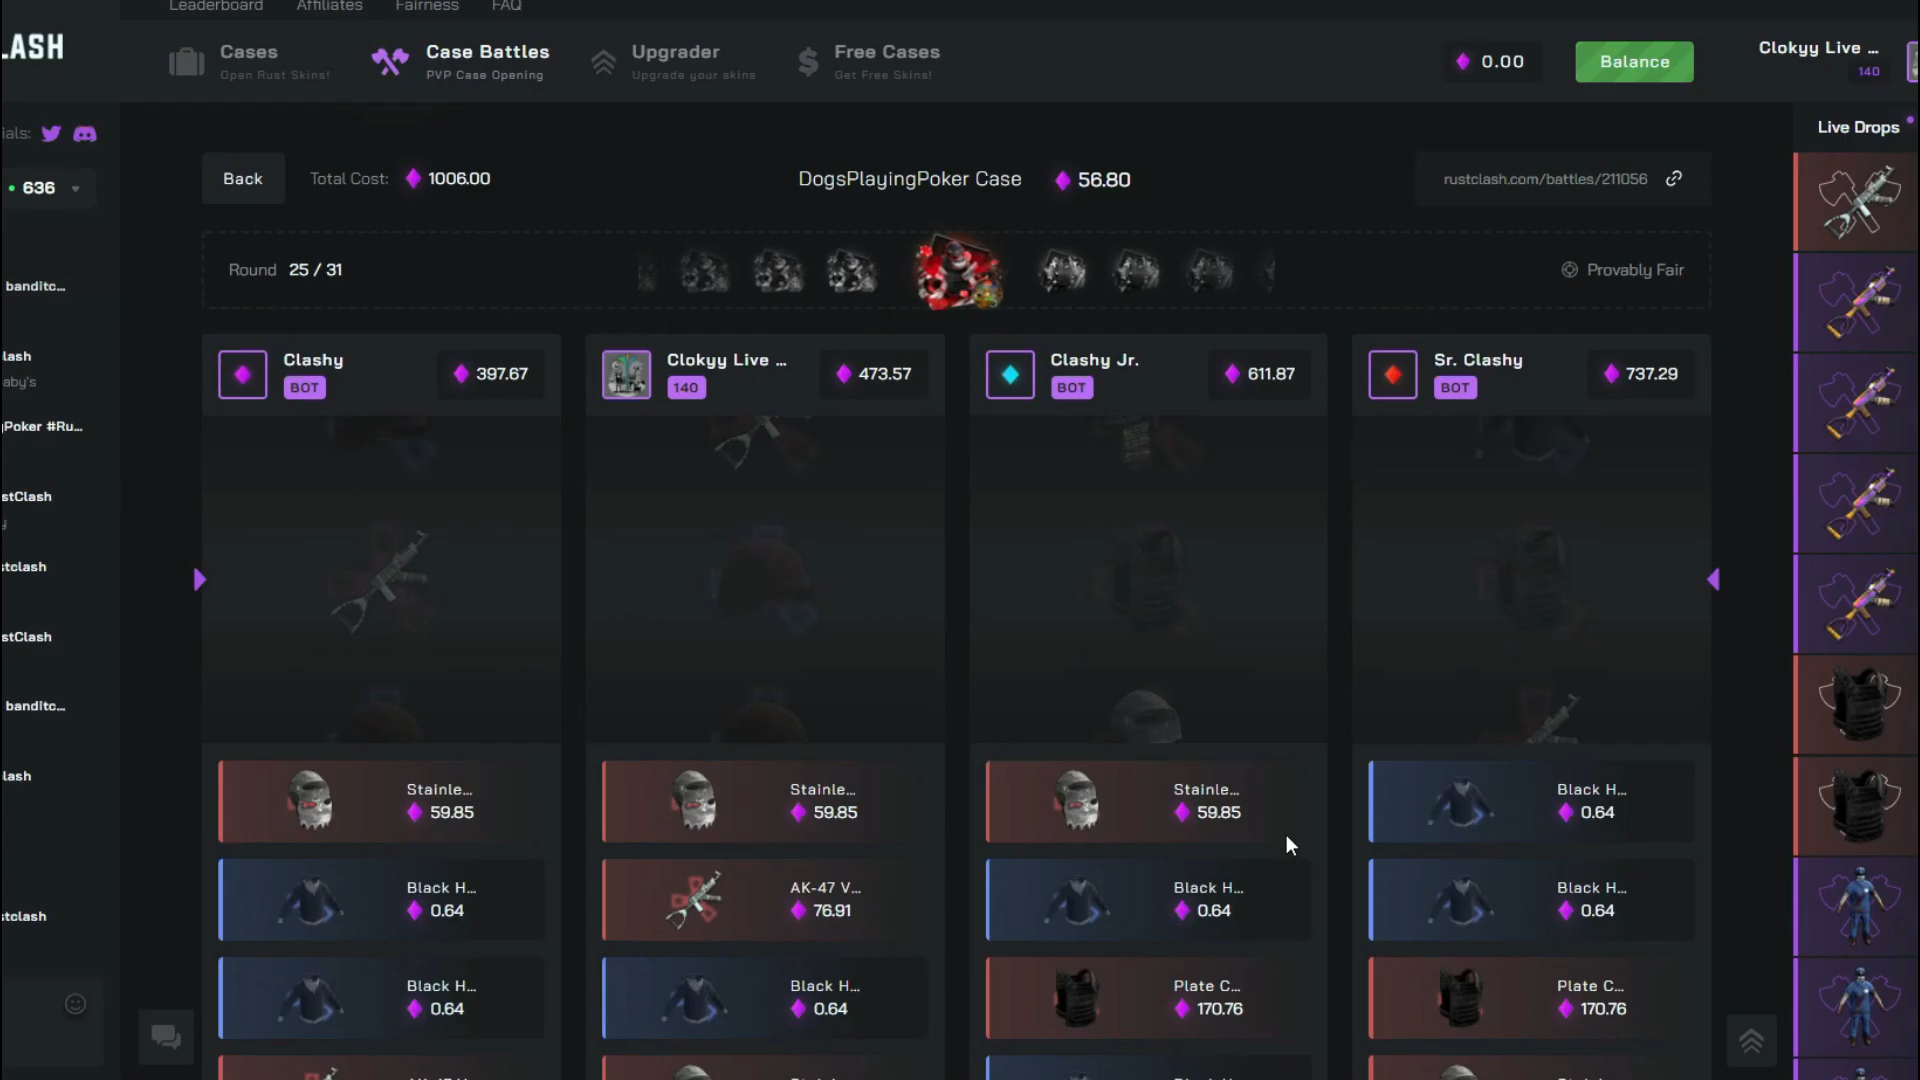 Leaderboard Affiliates Fairness FAQ
LASH
Cases
Open Rust Skins!
Case Battles
PVP Case Opening
Upgrader
Upgrade your skins
Free Cases
Get Free Skins!
0.00
Balance
Clokyy Live ...
140
ials:
636
Back
Total Cost: 1006.00
DogsPlayingPoker Case 56.80
rustclash.com/battles/211056
Live Drops
Round 25 / 31
Provably Fair
banditc...
lash
aby's
Poker #Ru...
stClash
y
stclash
stClash
banditc...
lash
stclash
Clashy
BOT
397.67
Clokyy Live ...
140
473.57
Clashy Jr.
BOT
611.87
Sr. Clashy
BOT
737.29
Stainle...
59.85
Stainle...
59.85
Stainle...
59.85
Black H...
0.64
Black H...
0.64
AK-47 V...
76.91
Black H...
0.64
Black H...
0.64
Black H...
0.64
Black H...
0.64
Plate C...
170.76
Plate C...
170.76